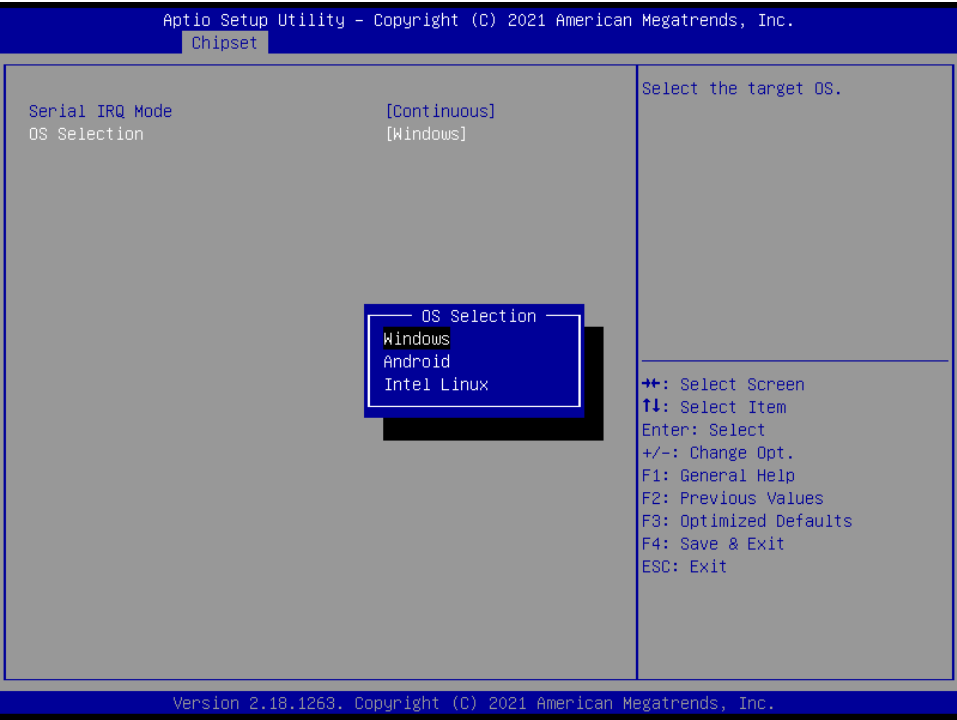 Aptio Setup Utility – Copyright (C) 2021 American Megatrends, Inc.
Chipset
Serial IRQ Mode [Continuous]
OS Selection [Windows]
Select the target OS.
OS Selection
Windows
Android
Intel Linux
→←: Select Screen
↑↓: Select Item
Enter: Select
+/-: Change Opt.
F1: General Help
F2: Previous Values
F3: Optimized Defaults
F4: Save & Exit
ESC: Exit
Version 2.18.1263. Copyright (C) 2021 American Megatrends, Inc.